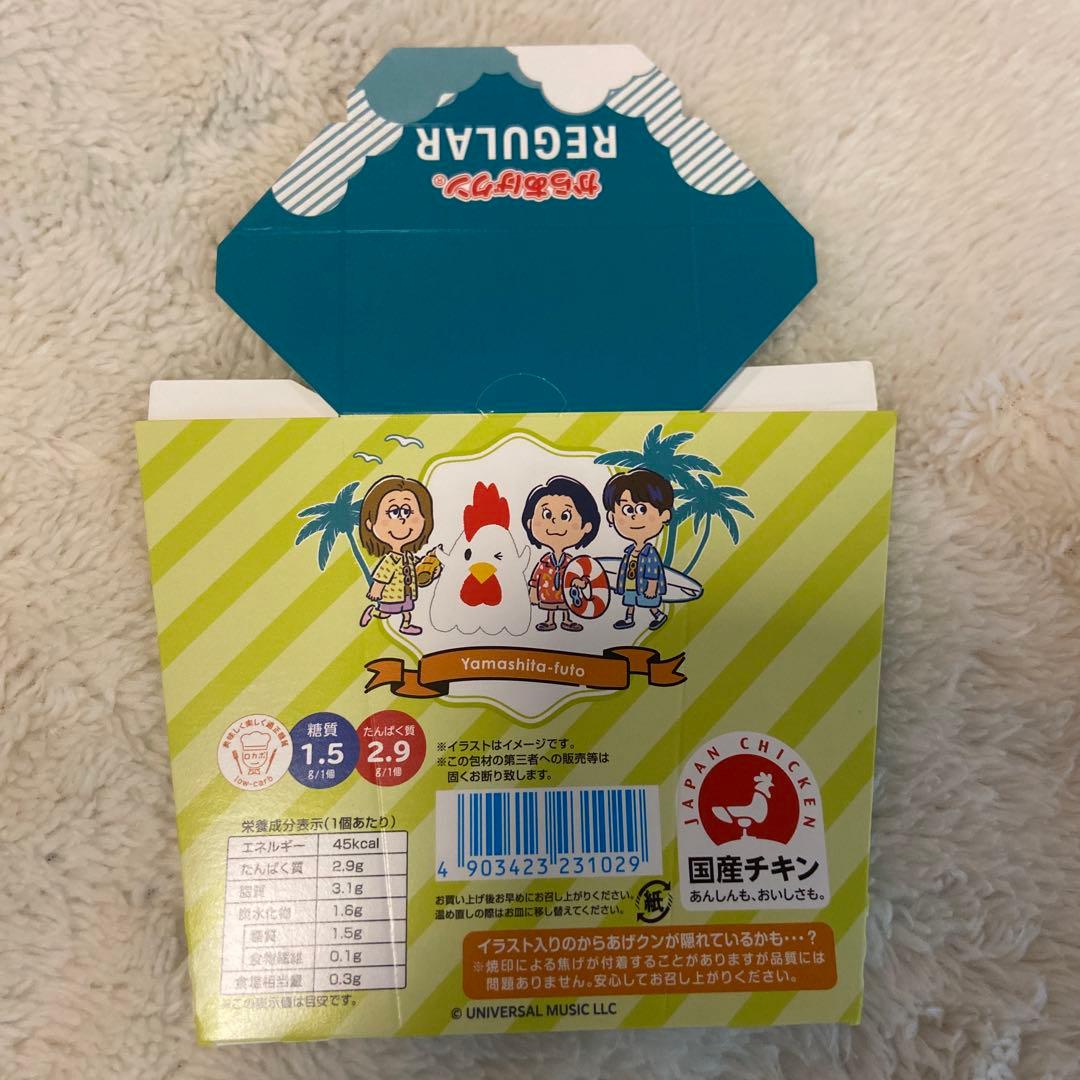 REGULAR
からあげクン®
Yamashita-futo
美味しく楽しく適正糖質
ロカボ
low-carb
糖質
1.5
g/1個
たんぱく質
2.9
g/1個
※イラストはイメージです。
※この包材の第三者への販売等は
固くお断り致します。
JAPAN CHICKEN
国産チキン
あんしんも、おいしさも。
栄養成分表示(1個あたり)
エネルギー 45kcal
たんぱく質 2.9g
脂質 3.1g
炭水化物 1.6g
糖質 1.5g
食物繊維 0.1g
食塩相当量 0.3g
※この表示値は目安です。
4 903423 231029
お買い上げ後お早めにお召し上がりください。
温め直しの際はお皿に移し替えてください。
紙
イラスト入りのからあげクンが隠れているかも・・・?
※焼印による焦げが付着することがありますが品質には
問題ありません。安心してお召し上がりください。
© UNIVERSAL MUSIC LLC